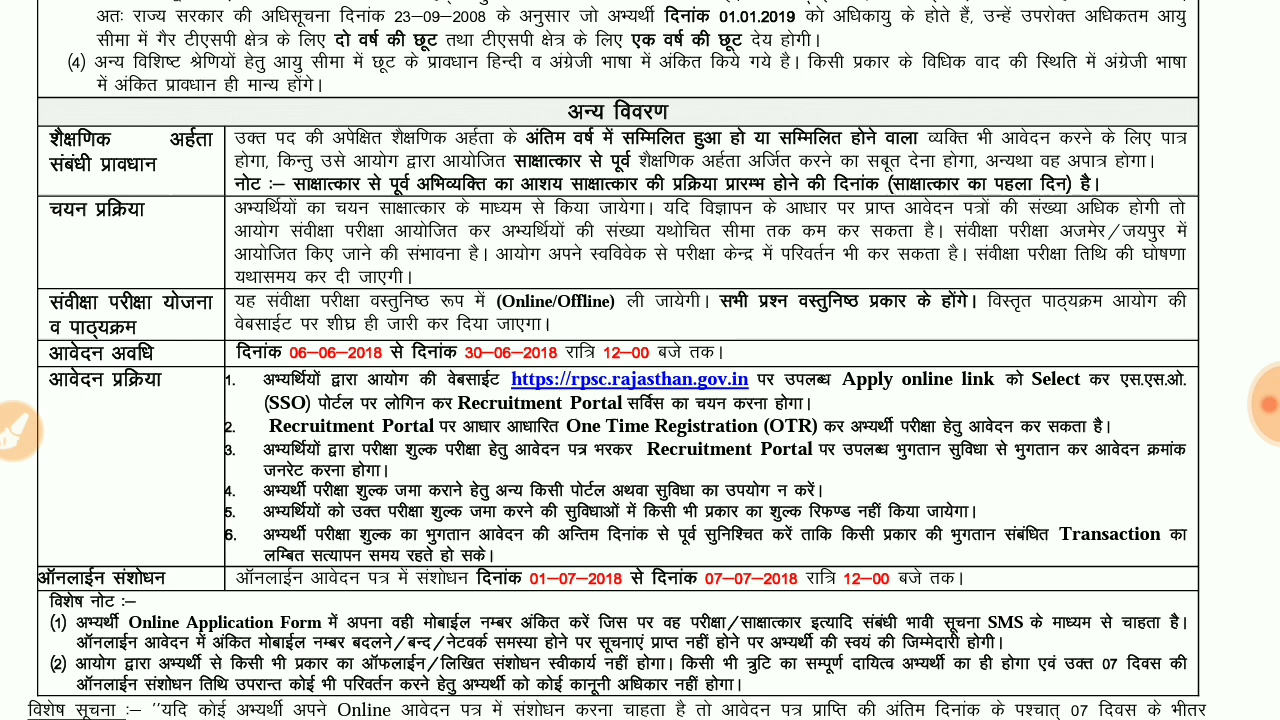 अतः राज्य सरकार की अधिसूचना दिनांक 23-09-2008 के अनुसार जो अभ्यर्थी दिनांक 01.01.2019 को अधिकायु के होते हैं, उन्हें उपरोक्त अधिकतम आयु
सीमा में गैर टीएसपी क्षेत्र के लिए दो वर्ष की छूट तथा टीएसपी क्षेत्र के लिए एक वर्ष की छूट देय होगी।
(4) अन्य विशिष्ट श्रेणियों हेतु आयु सीमा में छूट के प्रावधान हिन्दी व अंग्रेजी भाषा में अंकित किये गये है। किसी प्रकार के विधिक वाद की स्थिति में अंग्रेजी भाषा
में अंकित प्रावधान ही मान्य होंगे।
अन्य विवरण
शैक्षणिक अर्हता
संबंधी प्रावधान
उक्त पद की अपेक्षित शैक्षणिक अर्हता के अंतिम वर्ष में सम्मिलित हुआ हो या सम्मिलित होने वाला व्यक्ति भी आवेदन करने के लिए पात्र
होगा, किन्तु उसे आयोग द्वारा आयोजित साक्षात्कार से पूर्व शैक्षणिक अर्हता अर्जित करने का सबूत देना होगा, अन्यथा वह अपात्र होगा।
नोट :– साक्षात्कार से पूर्व अभिव्यक्ति का आशय साक्षात्कार की प्रक्रिया प्रारम्भ होने की दिनांक (साक्षात्कार का पहला दिन) है।
चयन प्रक्रिया
अभ्यर्थियों का चयन साक्षात्कार के माध्यम से किया जायेगा। यदि विज्ञापन के आधार पर प्राप्त आवेदन पत्रों की संख्या अधिक होगी तो
आयोग संवीक्षा परीक्षा आयोजित कर अभ्यर्थियों की संख्या यथोचित सीमा तक कम कर सकता है। संवीक्षा परीक्षा अजमेर/जयपुर में
आयोजित किए जाने की संभावना है। आयोग अपने स्वविवेक से परीक्षा केन्द्र में परिवर्तन भी कर सकता है। संवीक्षा परीक्षा तिथि की घोषणा
यथासमय कर दी जाएगी।
संवीक्षा परीक्षा योजना
व पाठ्यक्रम
यह संवीक्षा परीक्षा वस्तुनिष्ठ रूप में (Online/Offline) ली जायेगी। सभी प्रश्न वस्तुनिष्ठ प्रकार के होंगे। विस्तृत पाठ्यक्रम आयोग की
वेबसाईट पर शीघ्र ही जारी कर दिया जाएगा।
आवेदन अवधि
दिनांक 06–06–2018 से दिनांक 30–06–2018 रात्रि 12–00 बजे तक।
आवेदन प्रक्रिया
1. अभ्यर्थियों द्वारा आयोग की वेबसाईट https://rpsc.rajasthan.gov.in पर उपलब्ध Apply online link को Select कर एस.एस.ओ.
(SSO) पोर्टल पर लोगिन कर Recruitment Portal सर्विस का चयन करना होगा।
2. Recruitment Portal पर आधार आधारित One Time Registration (OTR) कर अभ्यर्थी परीक्षा हेतु आवेदन कर सकता है।
3. अभ्यर्थियों द्वारा परीक्षा शुल्क परीक्षा हेतु आवेदन पत्र भरकर Recruitment Portal पर उपलब्ध भुगतान सुविधा से भुगतान कर आवेदन क्रमांक
जनरेट करना होगा।
4. अभ्यर्थी परीक्षा शुल्क जमा कराने हेतु अन्य किसी पोर्टल अथवा सुविधा का उपयोग न करें।
5. अभ्यर्थियों को उक्त परीक्षा शुल्क जमा करने की सुविधाओं में किसी भी प्रकार का शुल्क रिफण्ड नहीं किया जायेगा।
6. अभ्यर्थी परीक्षा शुल्क का भुगतान आवेदन की अन्तिम दिनांक से पूर्व सुनिश्चित करें ताकि किसी प्रकार की भुगतान संबंधित Transaction का
लम्बित सत्यापन समय रहते हो सके।
ऑनलाईन संशोधन
ऑनलाईन आवेदन पत्र में संशोधन दिनांक 01–07–2018 से दिनांक 07–07–2018 रात्रि 12–00 बजे तक।
विशेष नोट :–
(1) अभ्यर्थी Online Application Form में अपना वही मोबाईल नम्बर अंकित करें जिस पर वह परीक्षा/साक्षात्कार इत्यादि संबंधी भावी सूचना SMS के माध्यम से चाहता है।
ऑनलाईन आवेदन में अंकित मोबाईल नम्बर बदलने/बन्द/नेटवर्क समस्या होने पर सूचनाएं प्राप्त नहीं होने पर अभ्यर्थी की स्वयं की जिम्मेदारी होगी।
(2) आयोग द्वारा अभ्यर्थी से किसी भी प्रकार का ऑफलाईन/लिखित संशोधन स्वीकार्य नहीं होगा। किसी भी त्रुटि का सम्पूर्ण दायित्व अभ्यर्थी का ही होगा एवं उक्त 07 दिवस की
ऑनलाईन संशोधन तिथि उपरान्त कोई भी परिवर्तन करने हेतु अभ्यर्थी को कोई कानूनी अधिकार नहीं होगा।
विशेष सूचना :– "यदि कोई अभ्यर्थी अपने Online आवेदन पत्र में संशोधन करना चाहता है तो आवेदन पत्र प्राप्ति की अंतिम दिनांक के पश्चात् 07 दिवस के भीतर